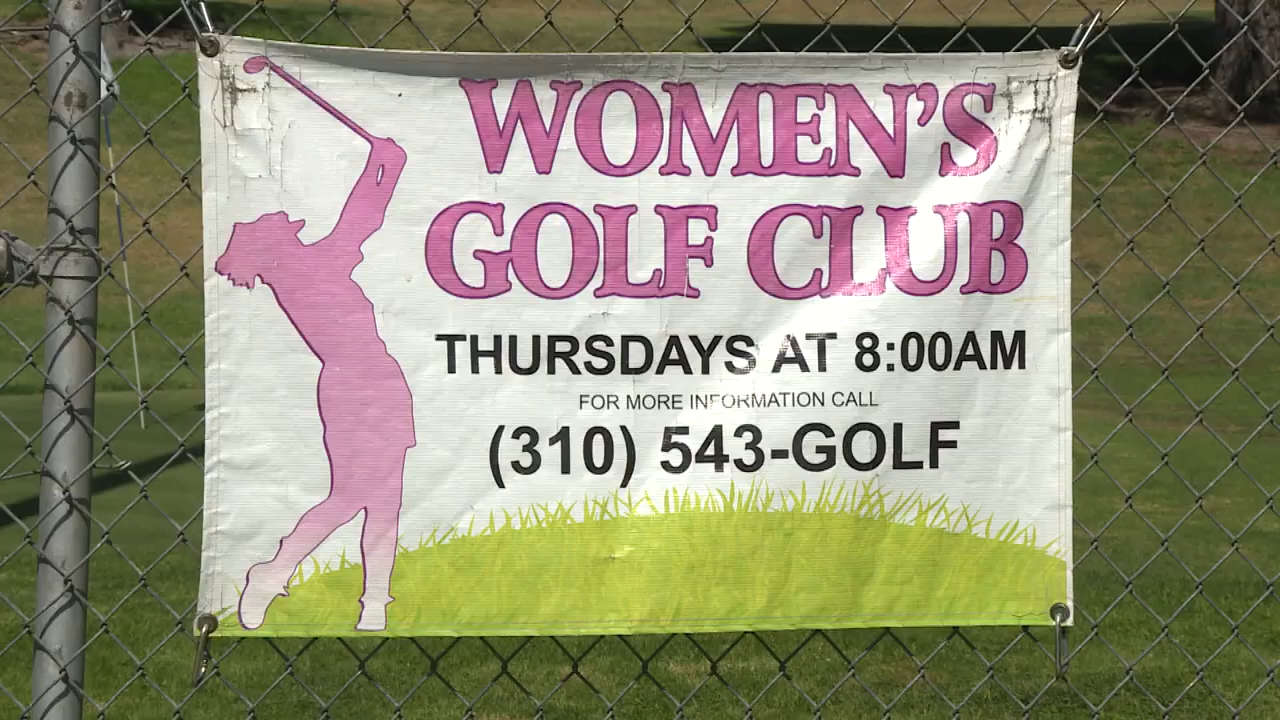 WOMEN'S
GOLF CLUB
THURSDAYS AT 8:00AM
FOR MORE INFORMATION CALL
(310) 543-GOLF